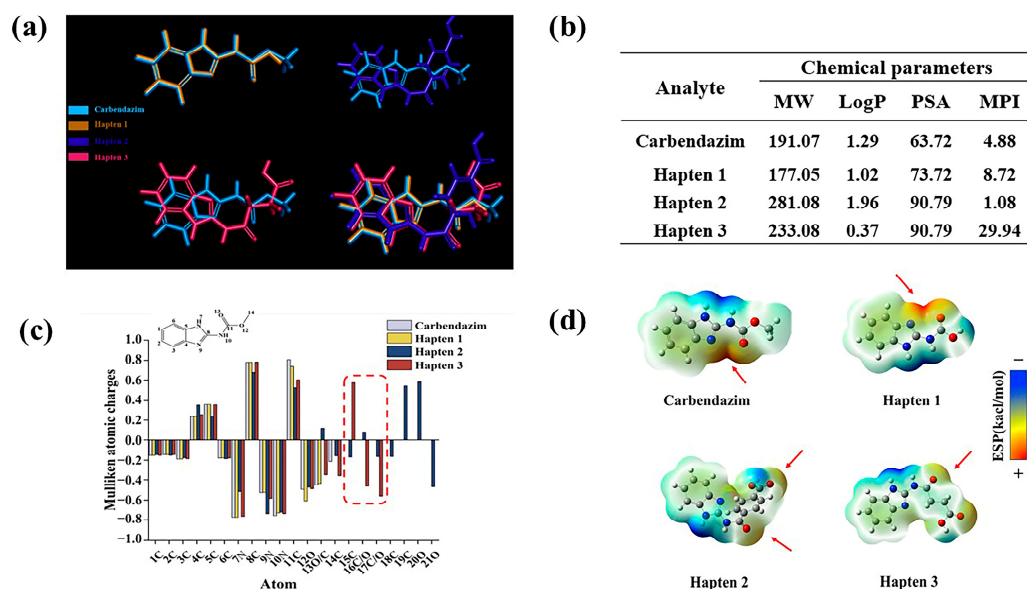 (a)
Carbendazim
Hapten 1
Hapten 2
Hapten 3
(b)
Analyte
Chemical parameters
MW LogP PSA MPI
Carbendazim 191.07 1.29 63.72 4.88
Hapten 1 177.05 1.02 73.72 8.72
Hapten 2 281.08 1.96 90.79 1.08
Hapten 3 233.08 0.37 90.79 29.94
(c)
Carbendazim
Hapten 1
Hapten 2
Hapten 3
Mulliken atomic charges
1.0
0.8
0.6
0.4
0.2
0.0
-0.2
-0.4
-0.6
-0.8
-1.0
1C 2C 3C 4C 5C 6C 7N 8C 9N 10N 11C 12O 13O/C 14C 15C 16C/O 17C/O 18C 19C 20O 21O
Atom
(d)
Carbendazim
Hapten 1
Hapten 2
Hapten 3
ESP(kacl/mol)
−
+